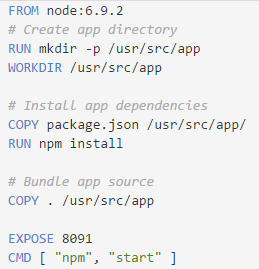 FROM node:6.9.2
# Create app directory
RUN mkdir -p /usr/src/app
WORKDIR /usr/src/app
# Install app dependencies
COPY package.json /usr/src/app/
RUN npm install
# Bundle app source
COPY . /usr/src/app
EXPOSE 8091
CMD [ "npm", "start" ]